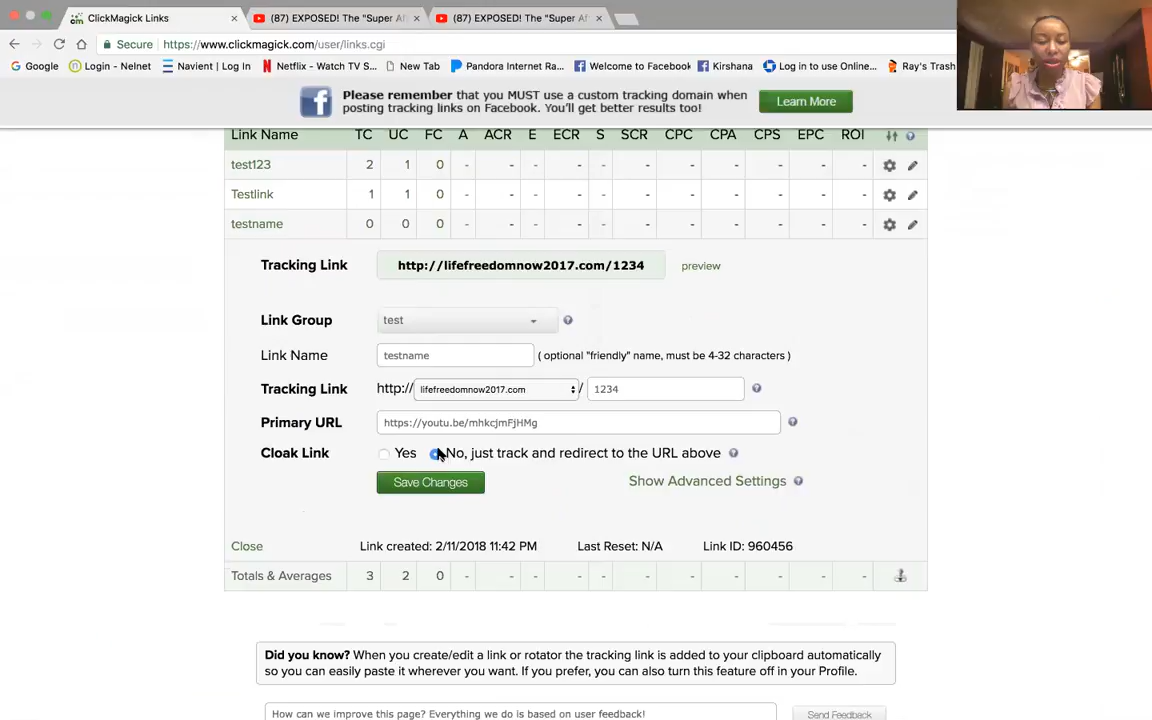 ClickMagick Links
(87) EXPOSED! The "Super Af
(87) EXPOSED! The "Super Af
Secure
https://www.clickmagick.com/user/links.cgi
Google
Login - Nelnet
Navient | Log In
Netflix - Watch TV S...
New Tab
Pandora Internet Ra...
Welcome to Facebook
Kirshana
Log in to use Online...
Ray's Trash
Please remember that you MUST use a custom tracking domain when
posting tracking links on Facebook. You'll get better results too!
Learn More
Link Name TC UC FC A ACR E ECR S SCR CPC CPA CPS EPC ROI
test123 2 1 0 - - - - - - - - - - -
Testlink 1 1 0 - - - - - - - - - - -
testname 0 0 0 - - - - - - - - - - -
Tracking Link http://lifefreedomnow2017.com/1234 preview
Link Group test
Link Name testname ( optional "friendly" name, must be 4-32 characters )
Tracking Link http:// lifefreedomnow2017.com / 1234
Primary URL https://youtu.be/mhkcjmFjHMg
Cloak Link Yes No, just track and redirect to the URL above
Save Changes Show Advanced Settings
Close Link created: 2/11/2018 11:42 PM Last Reset: N/A Link ID: 960456
Totals & Averages 3 2 0 - - - - - - - - - - -
Did you know? When you create/edit a link or rotator the tracking link is added to your clipboard automatically
so you can easily paste it wherever you want. If you prefer, you can also turn this feature off in your Profile.
How can we improve this page? Everything we do is based on user feedback!
Send Feedback